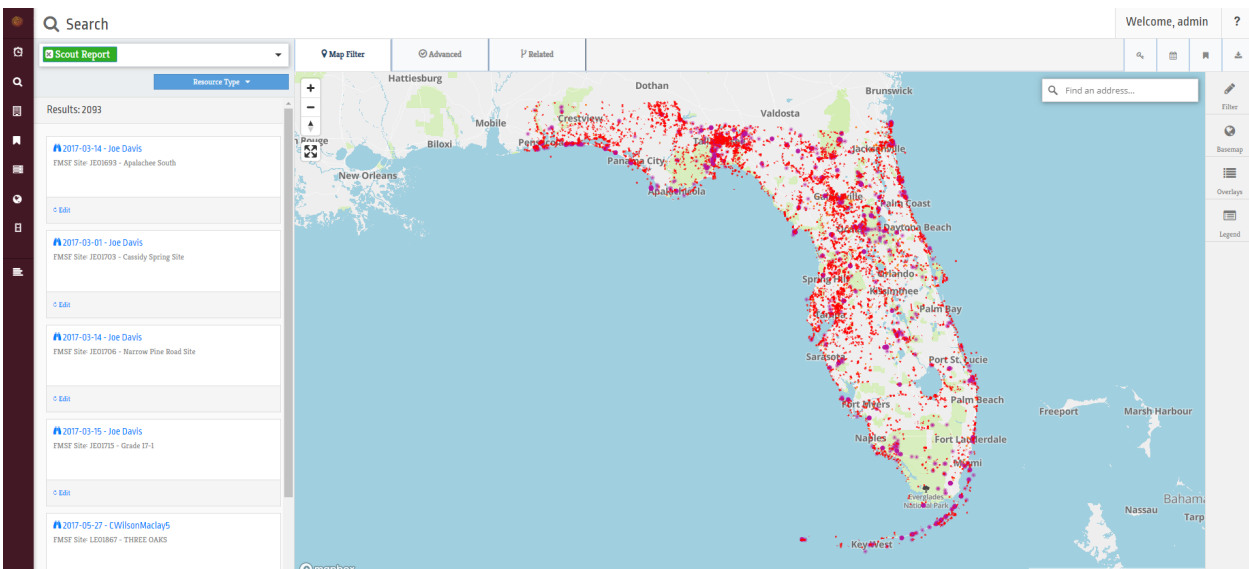 Search
Welcome, admin
?
Scout Report
Map Filter
Advanced
Related
Resource Type
Results: 2093
2017-03-14 - Joe Davis
FMSF Site: JE01693 - Apalachee South
Edit
2017-03-01 - Joe Davis
FMSF Site: JE01703 - Cassidy Spring Site
Edit
2017-03-14 - Joe Davis
FMSF Site: JE01706 - Narrow Pine Road Site
Edit
2017-03-15 - Joe Davis
FMSF Site: JE01715 - Grade 17-1
Edit
2017-05-27 - CWilsonMaclay5
FMSF Site: LE01867 - THREE OAKS
Find an address...
Filter
Basemap
Overlays
Legend
Hattiesburg
Dothan
Brunswick
Valdosta
Mobile
Crestview
Biloxi
Jacksonville
Panama City
New Orleans
Apalachicola
Palm Coast
Daytona Beach
Orlando
Spring Hill
Kissimmee
Palm Bay
Tampa
Sarasota
Port St. Lucie
Fort Myers
Palm Beach
Freeport
Marsh Harbour
Naples
Fort Lauderdale
Miami
Everglades
National Park
Nassau
Key West
mapbox